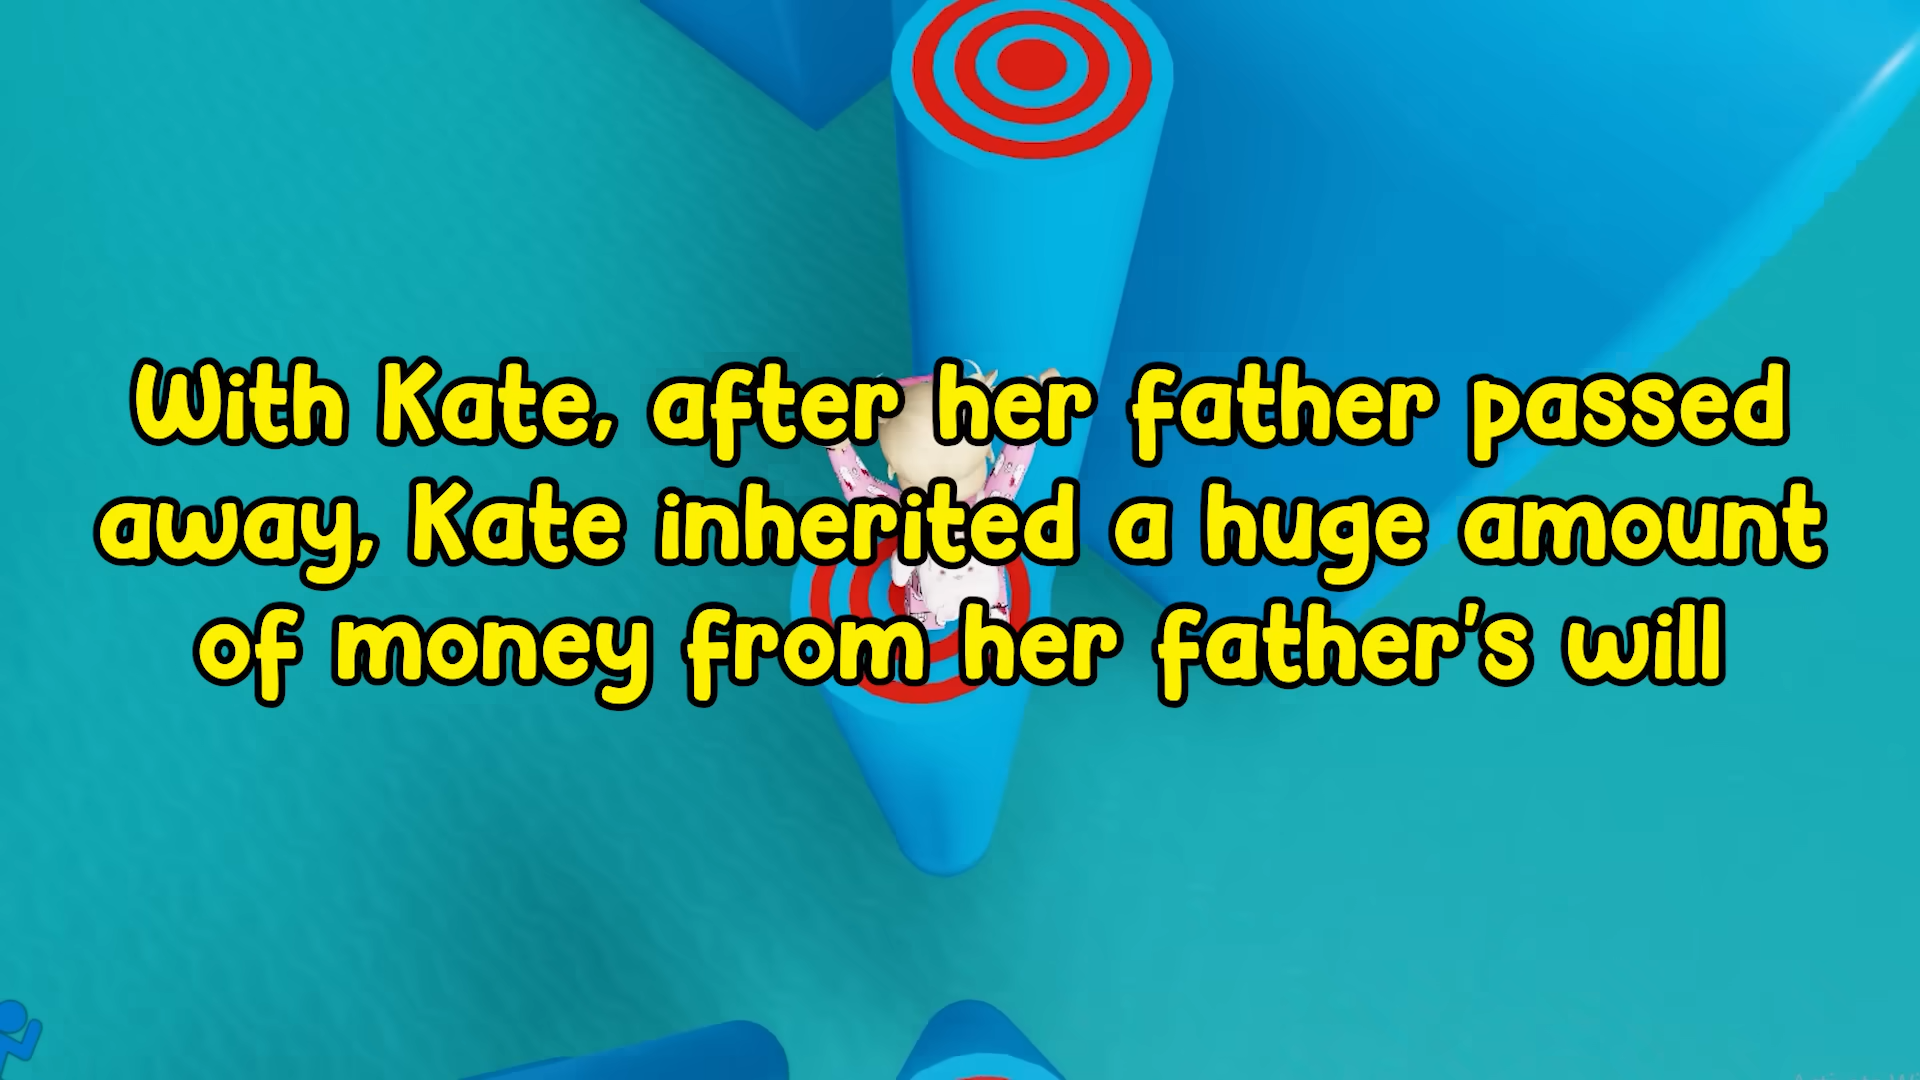 With Kate, after her father passed
away, Kate inherited a huge amount
of money from her father's will